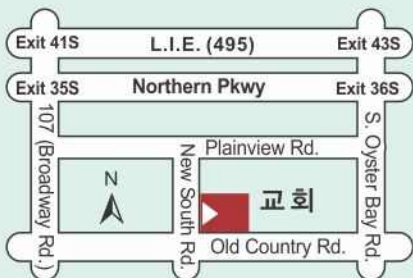 Exit 41S
L.I.E. (495)
Exit 43S
Exit 35S
Northern Pkwy
Exit 36S
107 (Broadway Rd.)
New South Rd.
Plainview Rd.
S. Oyster Bay Rd.
N
교회
Old Country Rd.